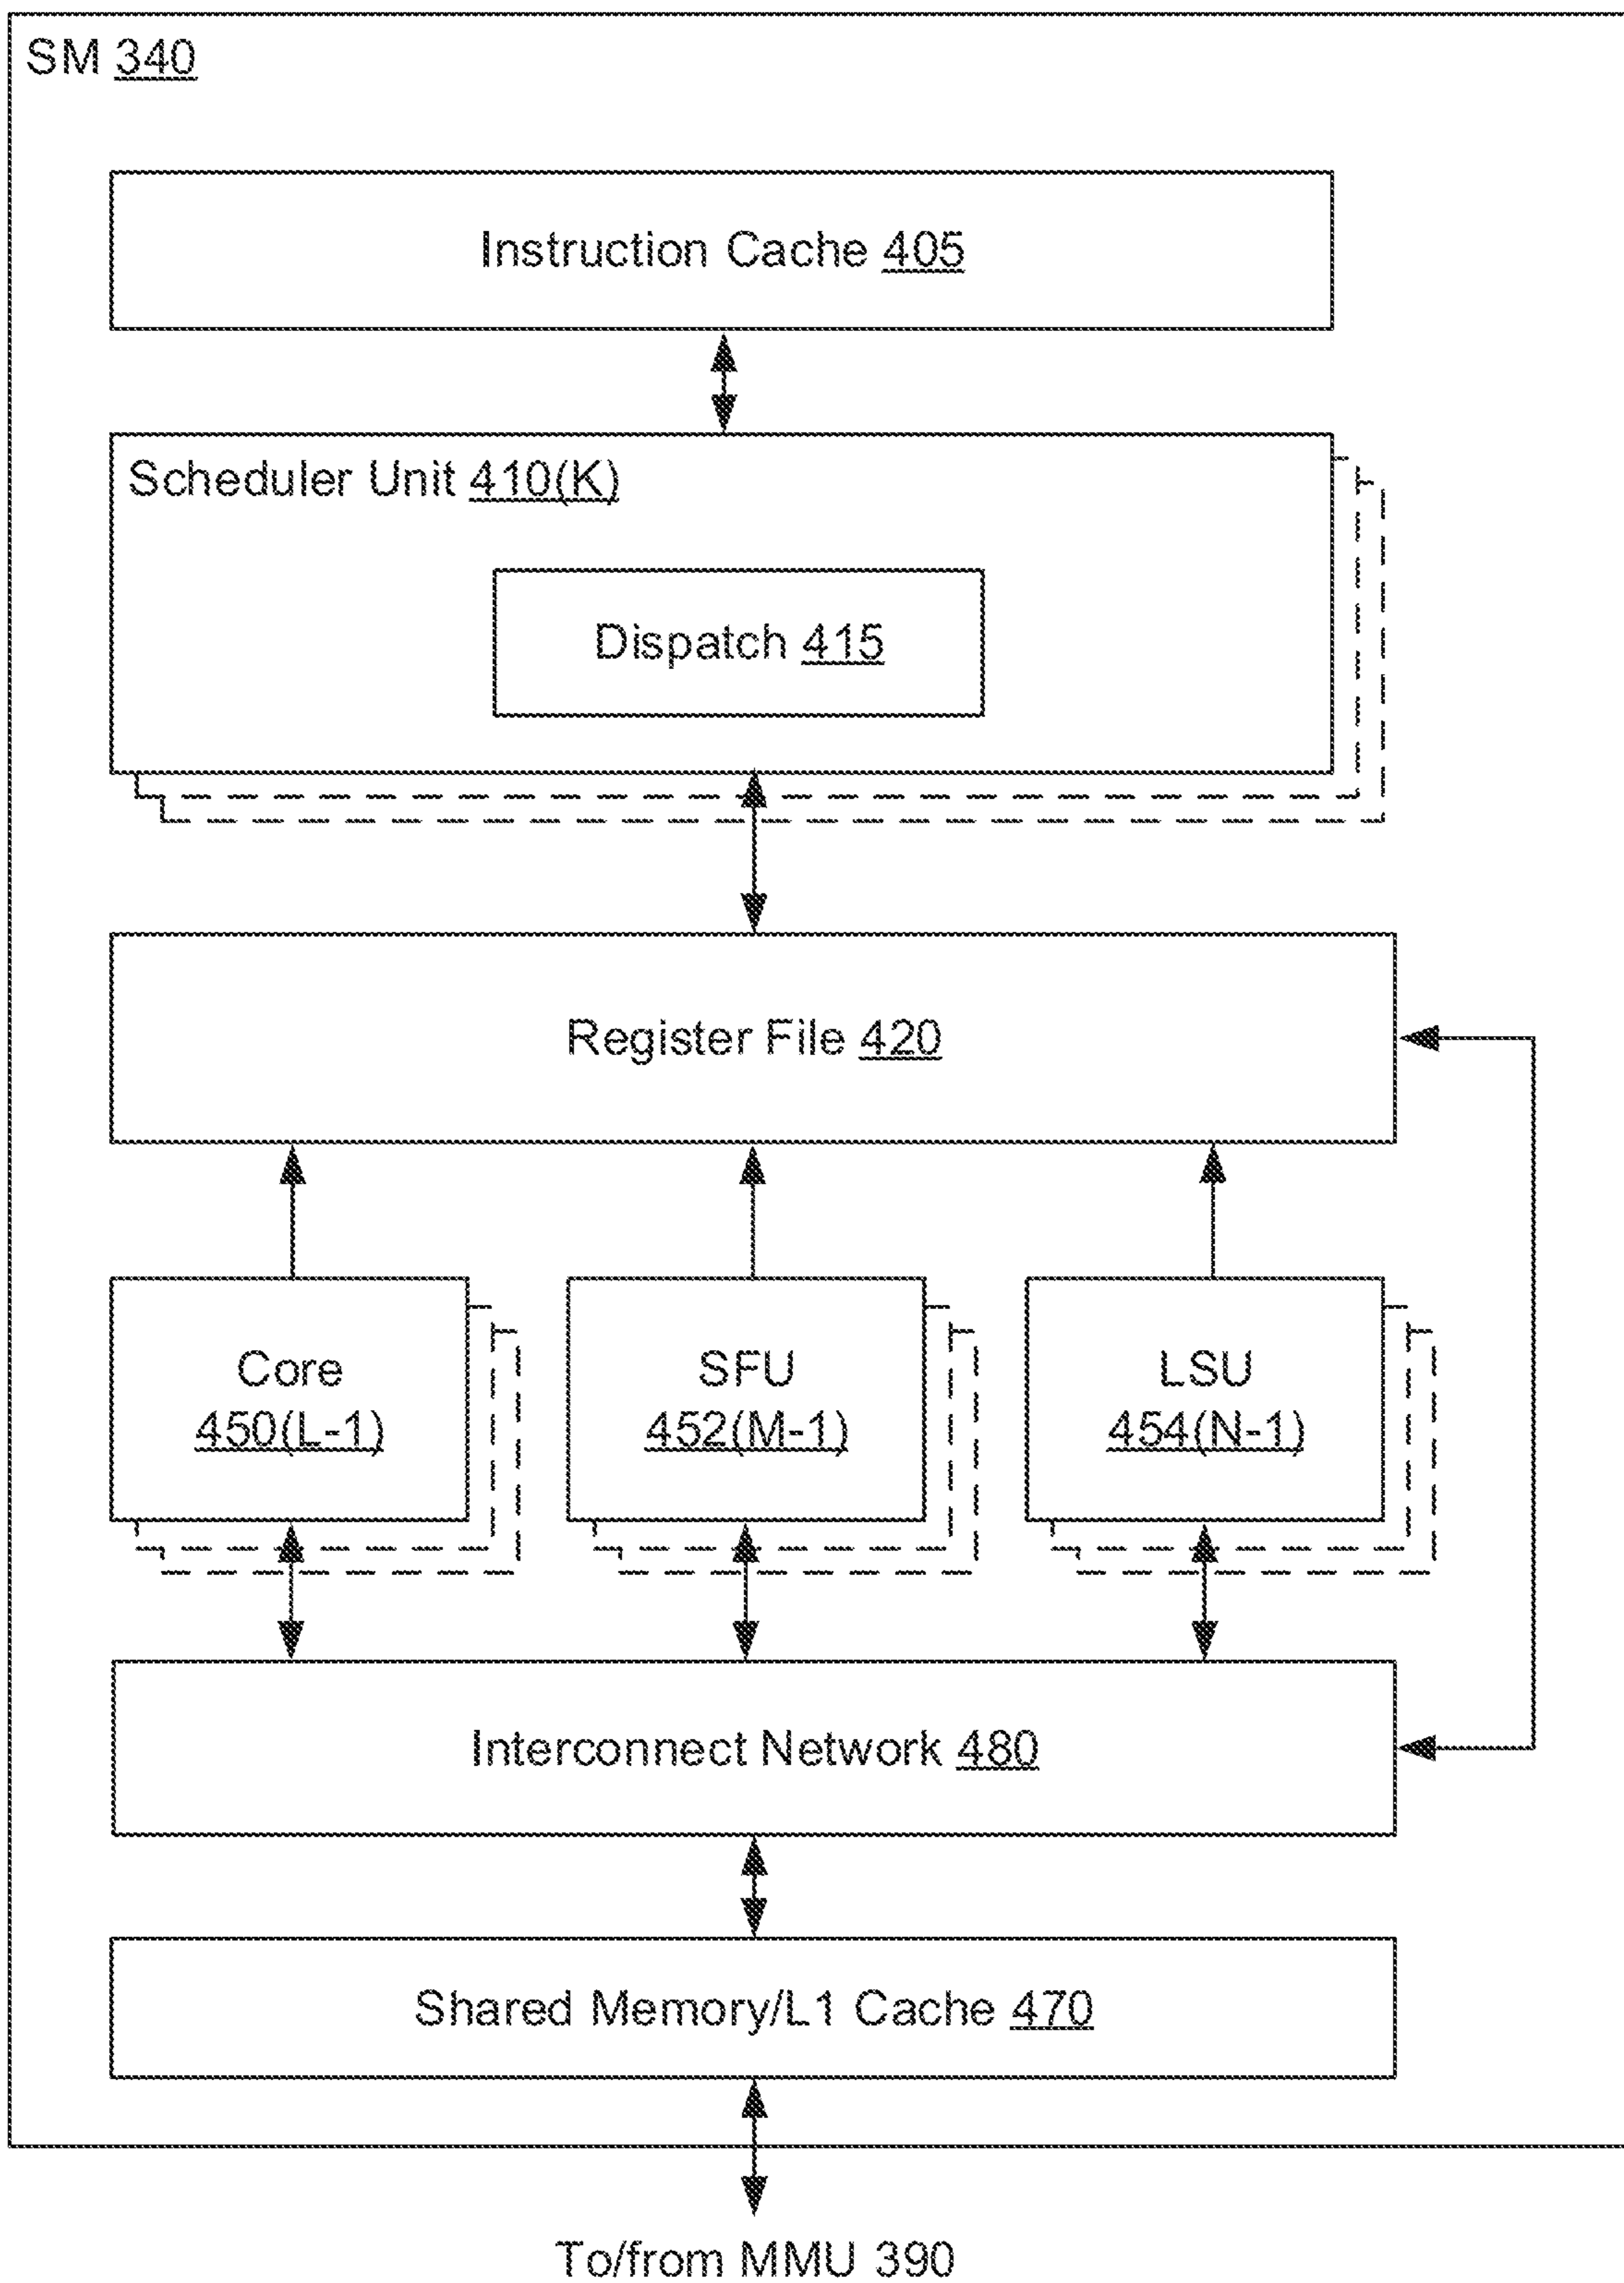 SM 340
Instruction Cache 405
Scheduler Unit 410(K)
Dispatch 415
Register File 420
Core
450(L-1)
SFU
452(M-1)
LSU
454(N-1)
Interconnect Network 480
Shared Memory/L1 Cache 470
To/from MMU 390